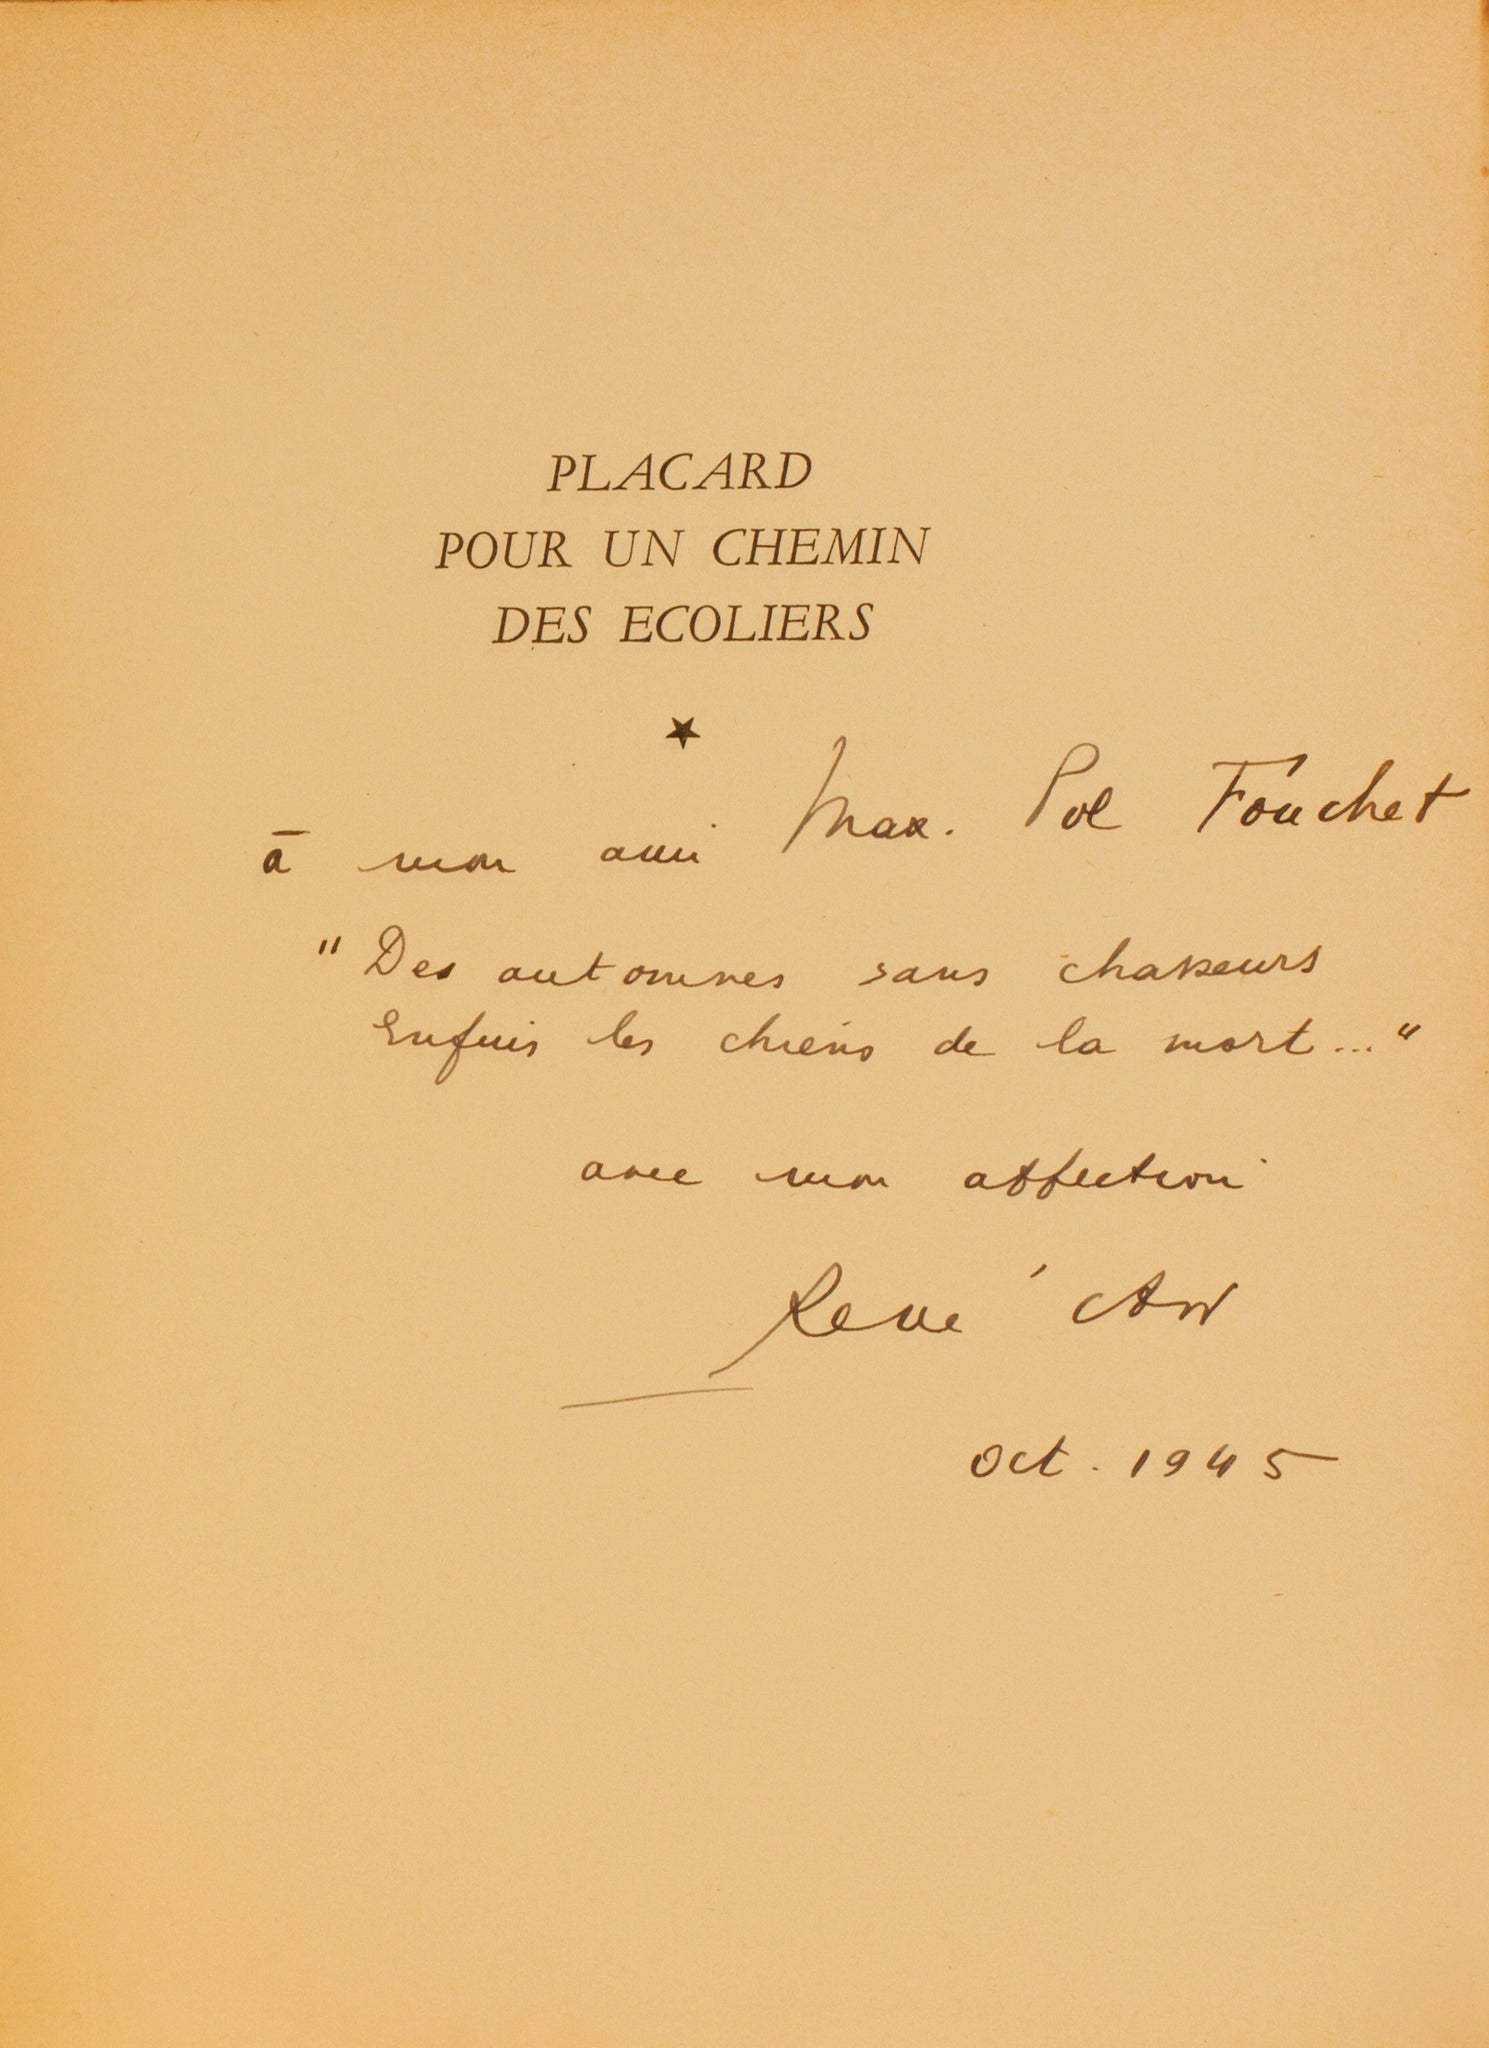 PLACARD
POUR UN CHEMIN
DES ECOLIERS
à mon ami Max. Pol Fouchet
"Des automnes sans chasseurs
Enfuis les chiens de la mort..."
avec mon affection
René Char
Oct. 1945